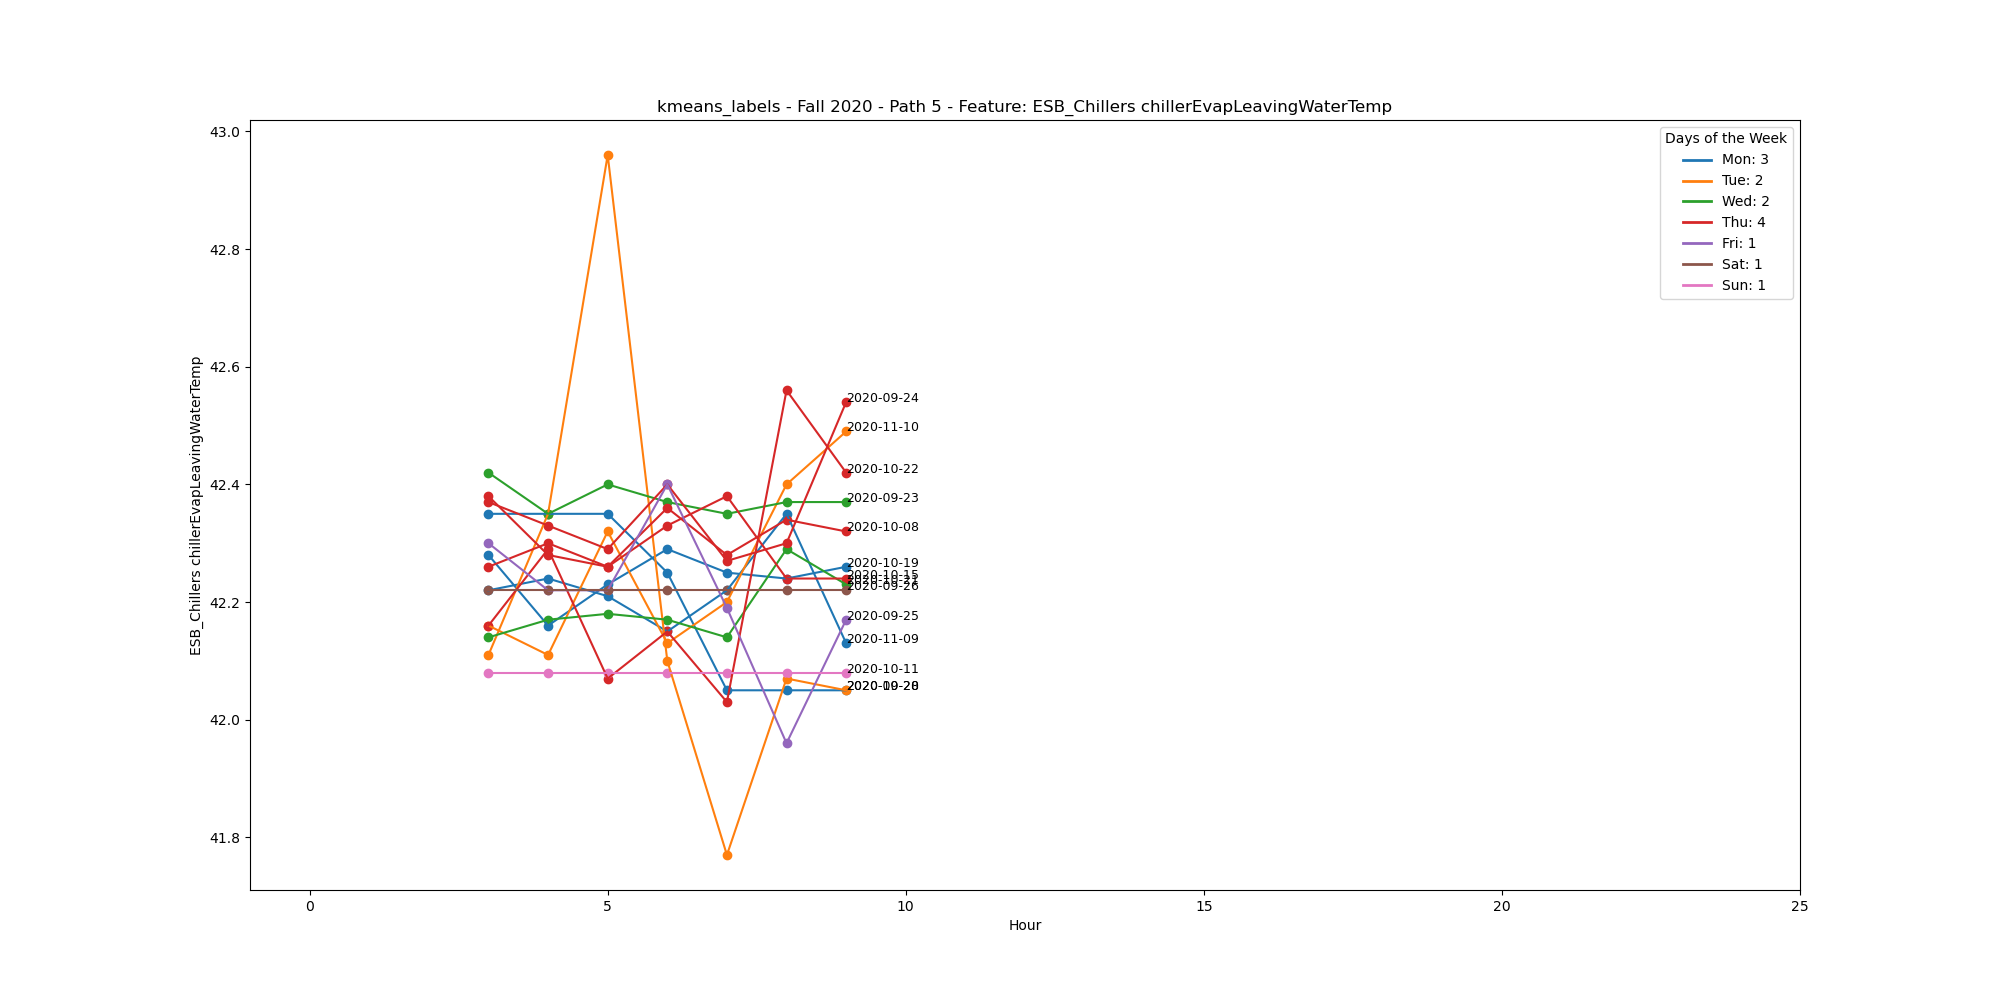 kmeans_labels - Fall 2020 - Path 5 - Feature: ESB_Chillers chillerEvapLeavingWaterTemp
43.0
42.8
42.6
42.4
42.2
42.0
41.8
ESB_Chillers chillerEvapLeavingWaterTemp
Days of the Week
Mon: 3
Tue: 2
Wed: 2
Thu: 4
Fri: 1
Sat: 1
Sun: 1
2020-09-24
2020-11-10
2020-10-22
2020-09-23
2020-10-08
2020-10-19
2020-10-15
2020-09-26
2020-09-25
2020-11-09
2020-10-11
0
5
10
15
20
25
Hour